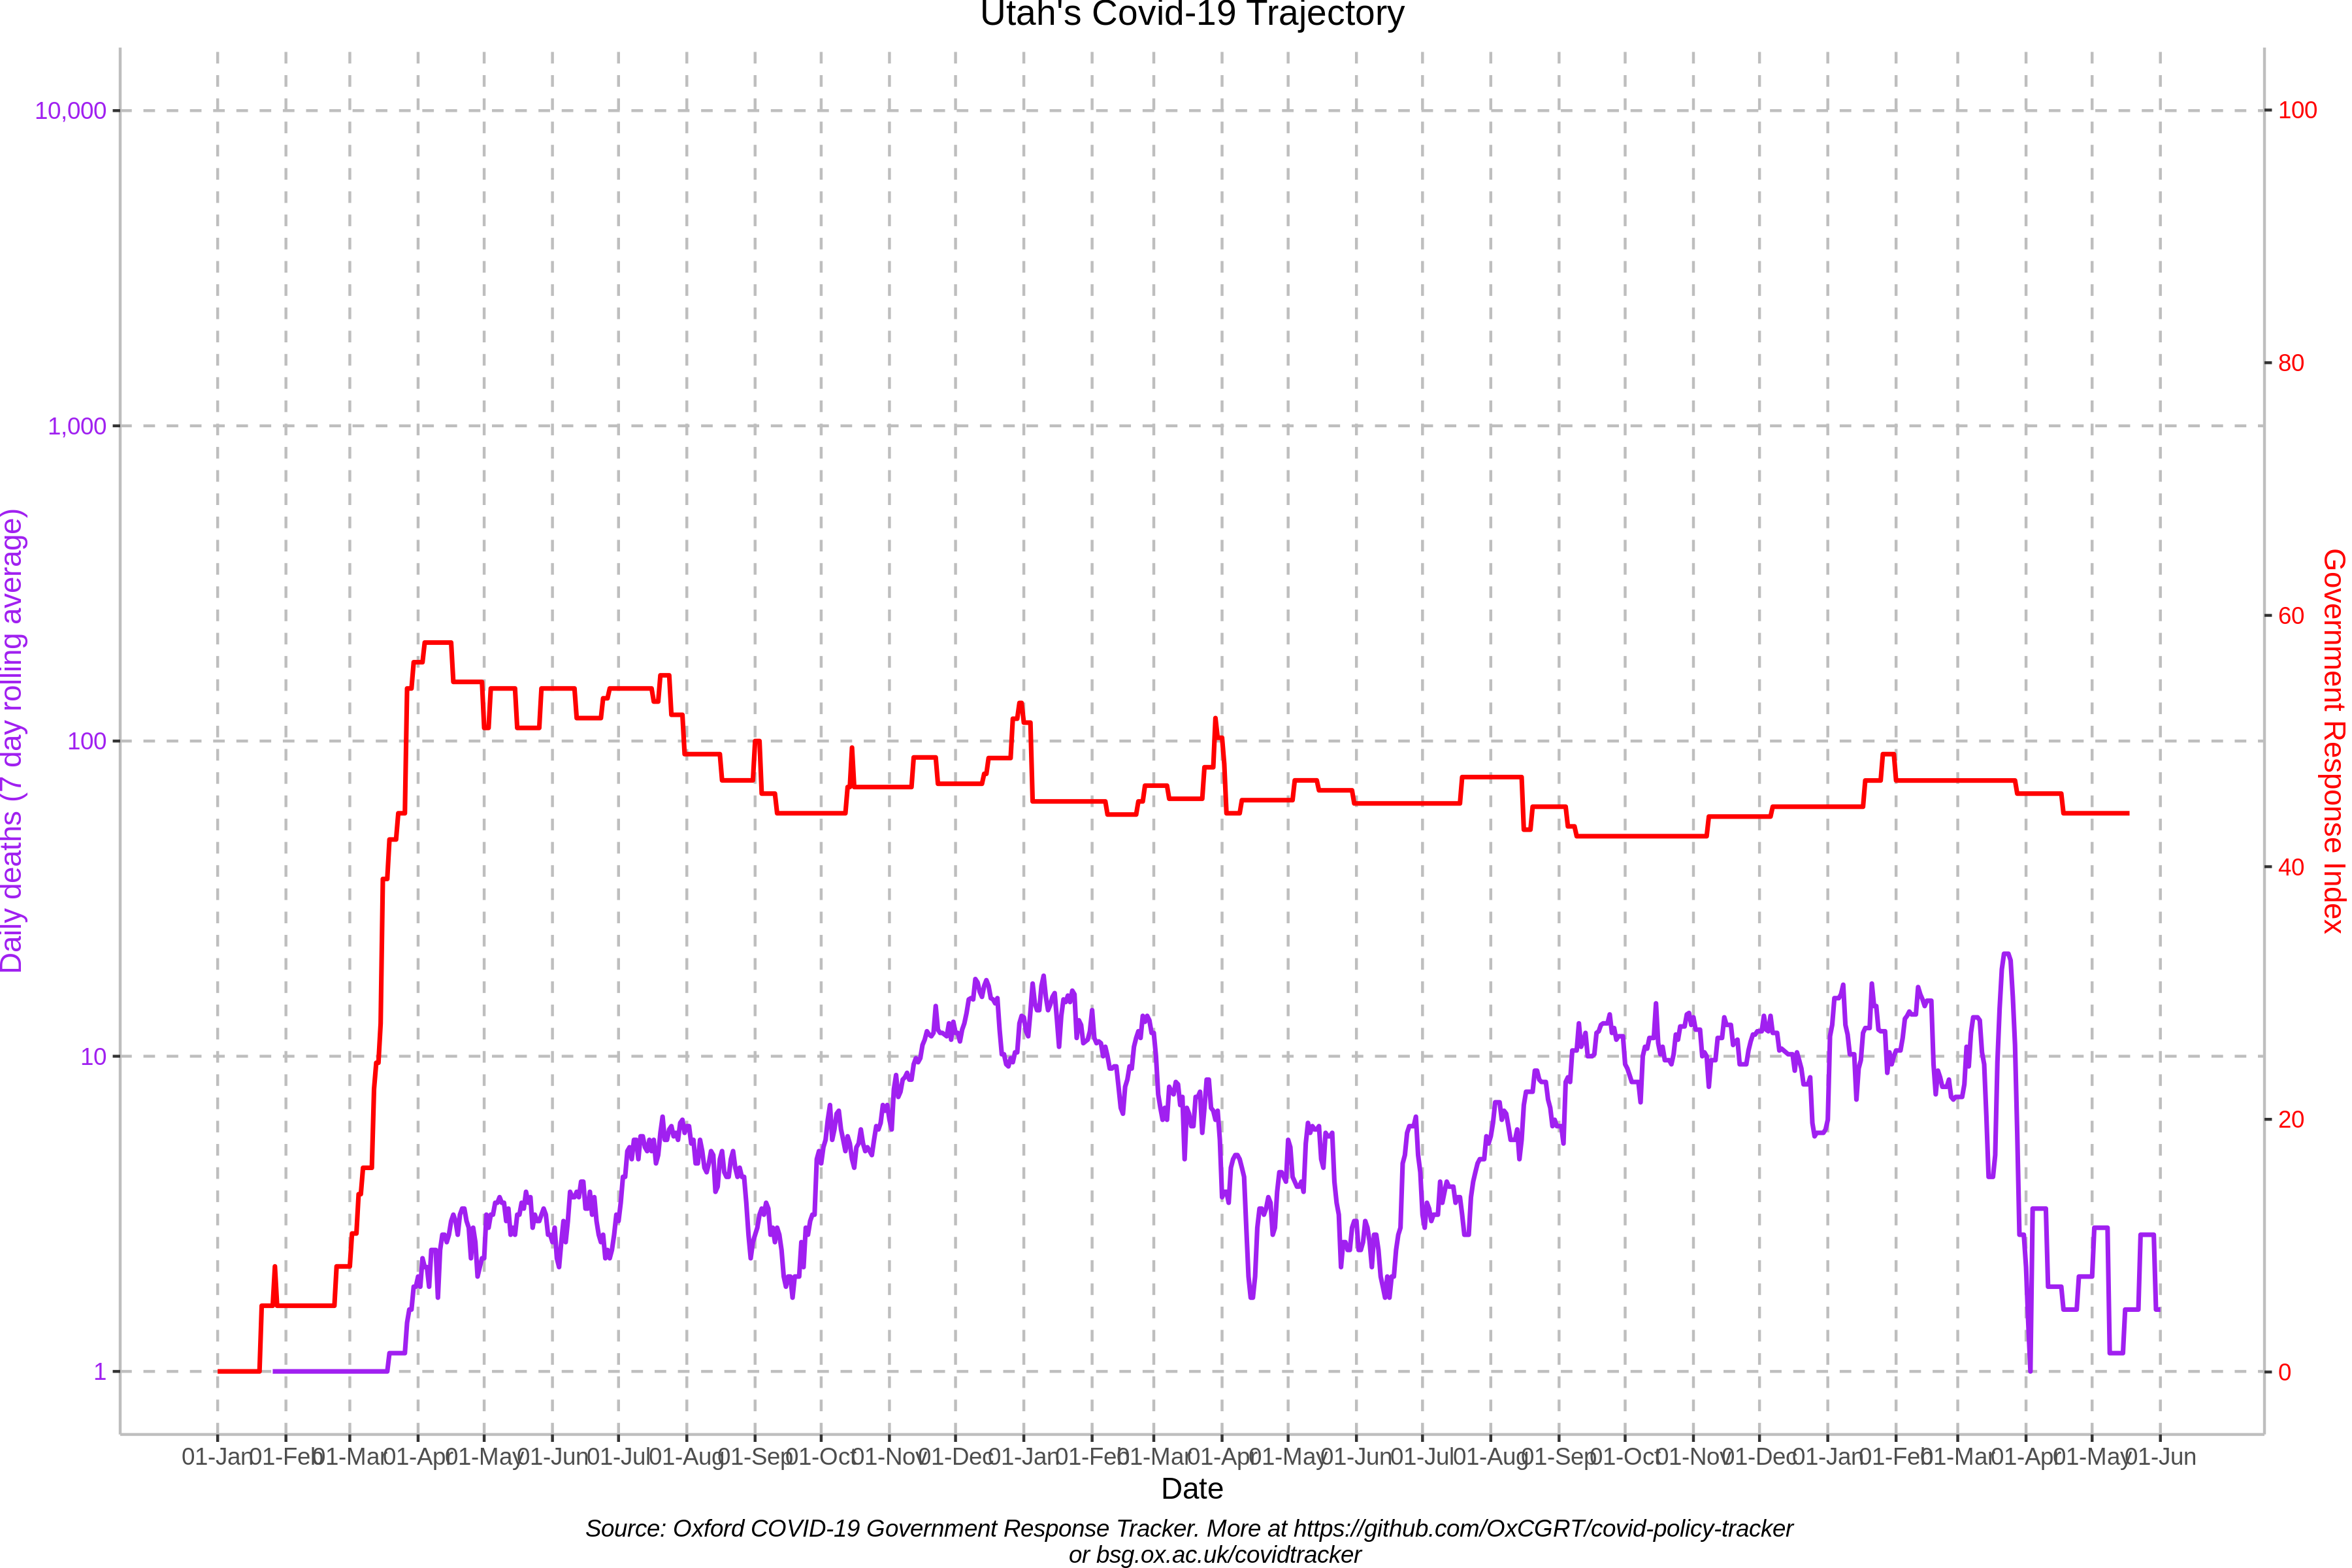 Utah's Covid-19 Trajectory
10,000
1,000
100
10
1
Daily deaths (7 day rolling average)
100
80
60
40
20
0
Government Response Index
01-Jan 01-Feb 01-Mar 01-Apr 01-May 01-Jun 01-Jul 01-Aug 01-Sep 01-Oct 01-Nov 01-Dec 01-Jan 01-Feb 01-Mar 01-Apr 01-May 01-Jun 01-Jul 01-Aug 01-Sep 01-Oct 01-Nov 01-Dec 01-Jan 01-Feb 01-Mar 01-Apr 01-May 01-Jun
Date
Source: Oxford COVID-19 Government Response Tracker. More at https://github.com/OxCGRT/covid-policy-tracker
or bsg.ox.ac.uk/covidtracker